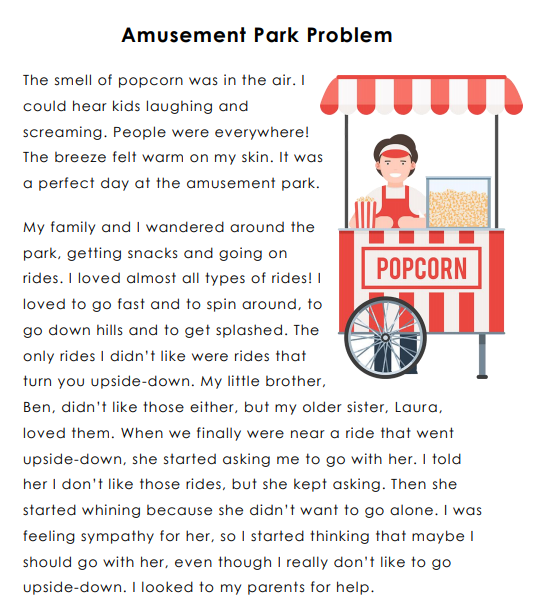 Amusement Park Problem
The smell of popcorn was in the air. I
could hear kids laughing and
screaming. People were everywhere!
The breeze felt warm on my skin. It was
a perfect day at the amusement park.
My family and I wandered around the
park, getting snacks and going on
rides. I loved almost all types of rides! I
loved to go fast and to spin around, to
go down hills and to get splashed. The
only rides I didn't like were rides that
turn you upside-down. My little brother,
Ben, didn't like those either, but my older sister, Laura,
loved them. When we finally were near a ride that went
upside-down, she started asking me to go with her. I told
her I don't like those rides, but she kept asking. Then she
started whining because she didn't want to go alone. I was
feeling sympathy for her, so I started thinking that maybe I
should go with her, even though I really don't like to go
upside-down. I looked to my parents for help.
POPCORN